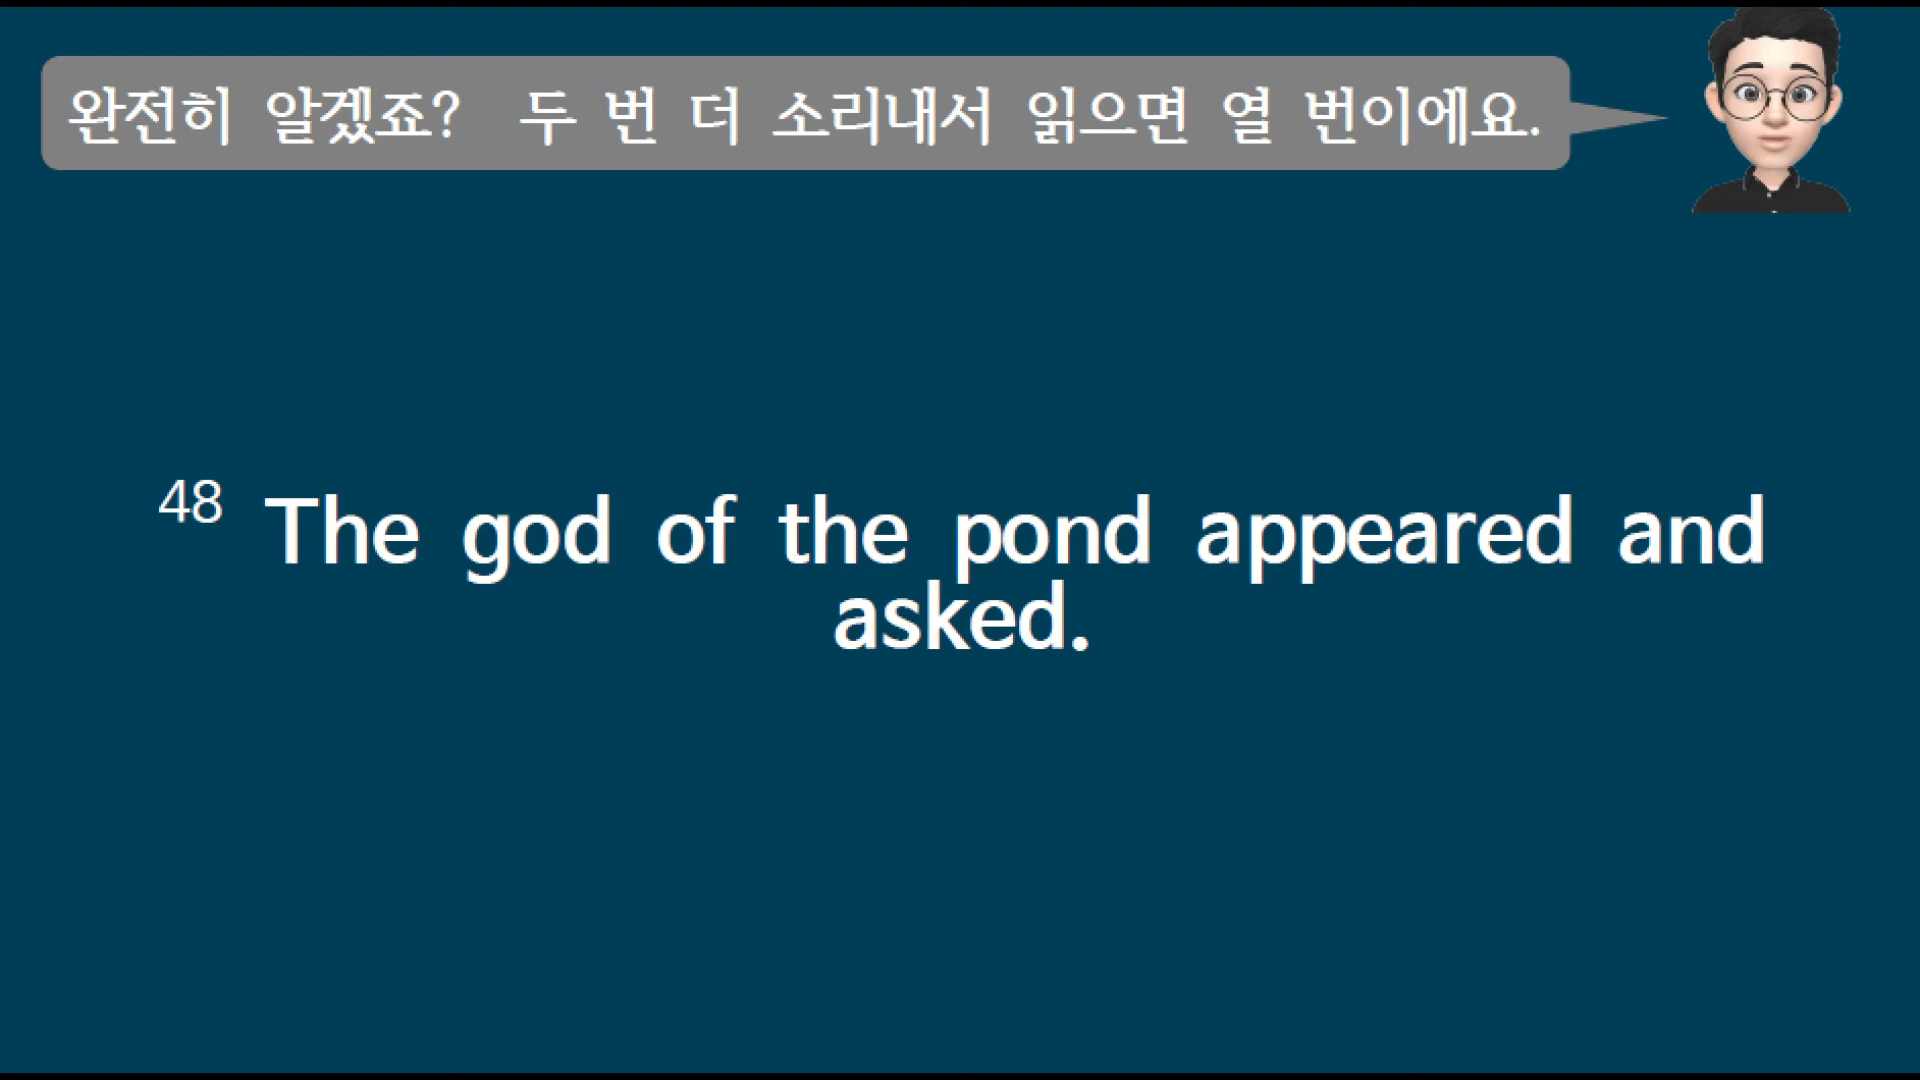 완전히 알겠죠? 두 번 더 소리내서 읽으면 열 번이에요.
48 The god of the pond appeared and
asked.